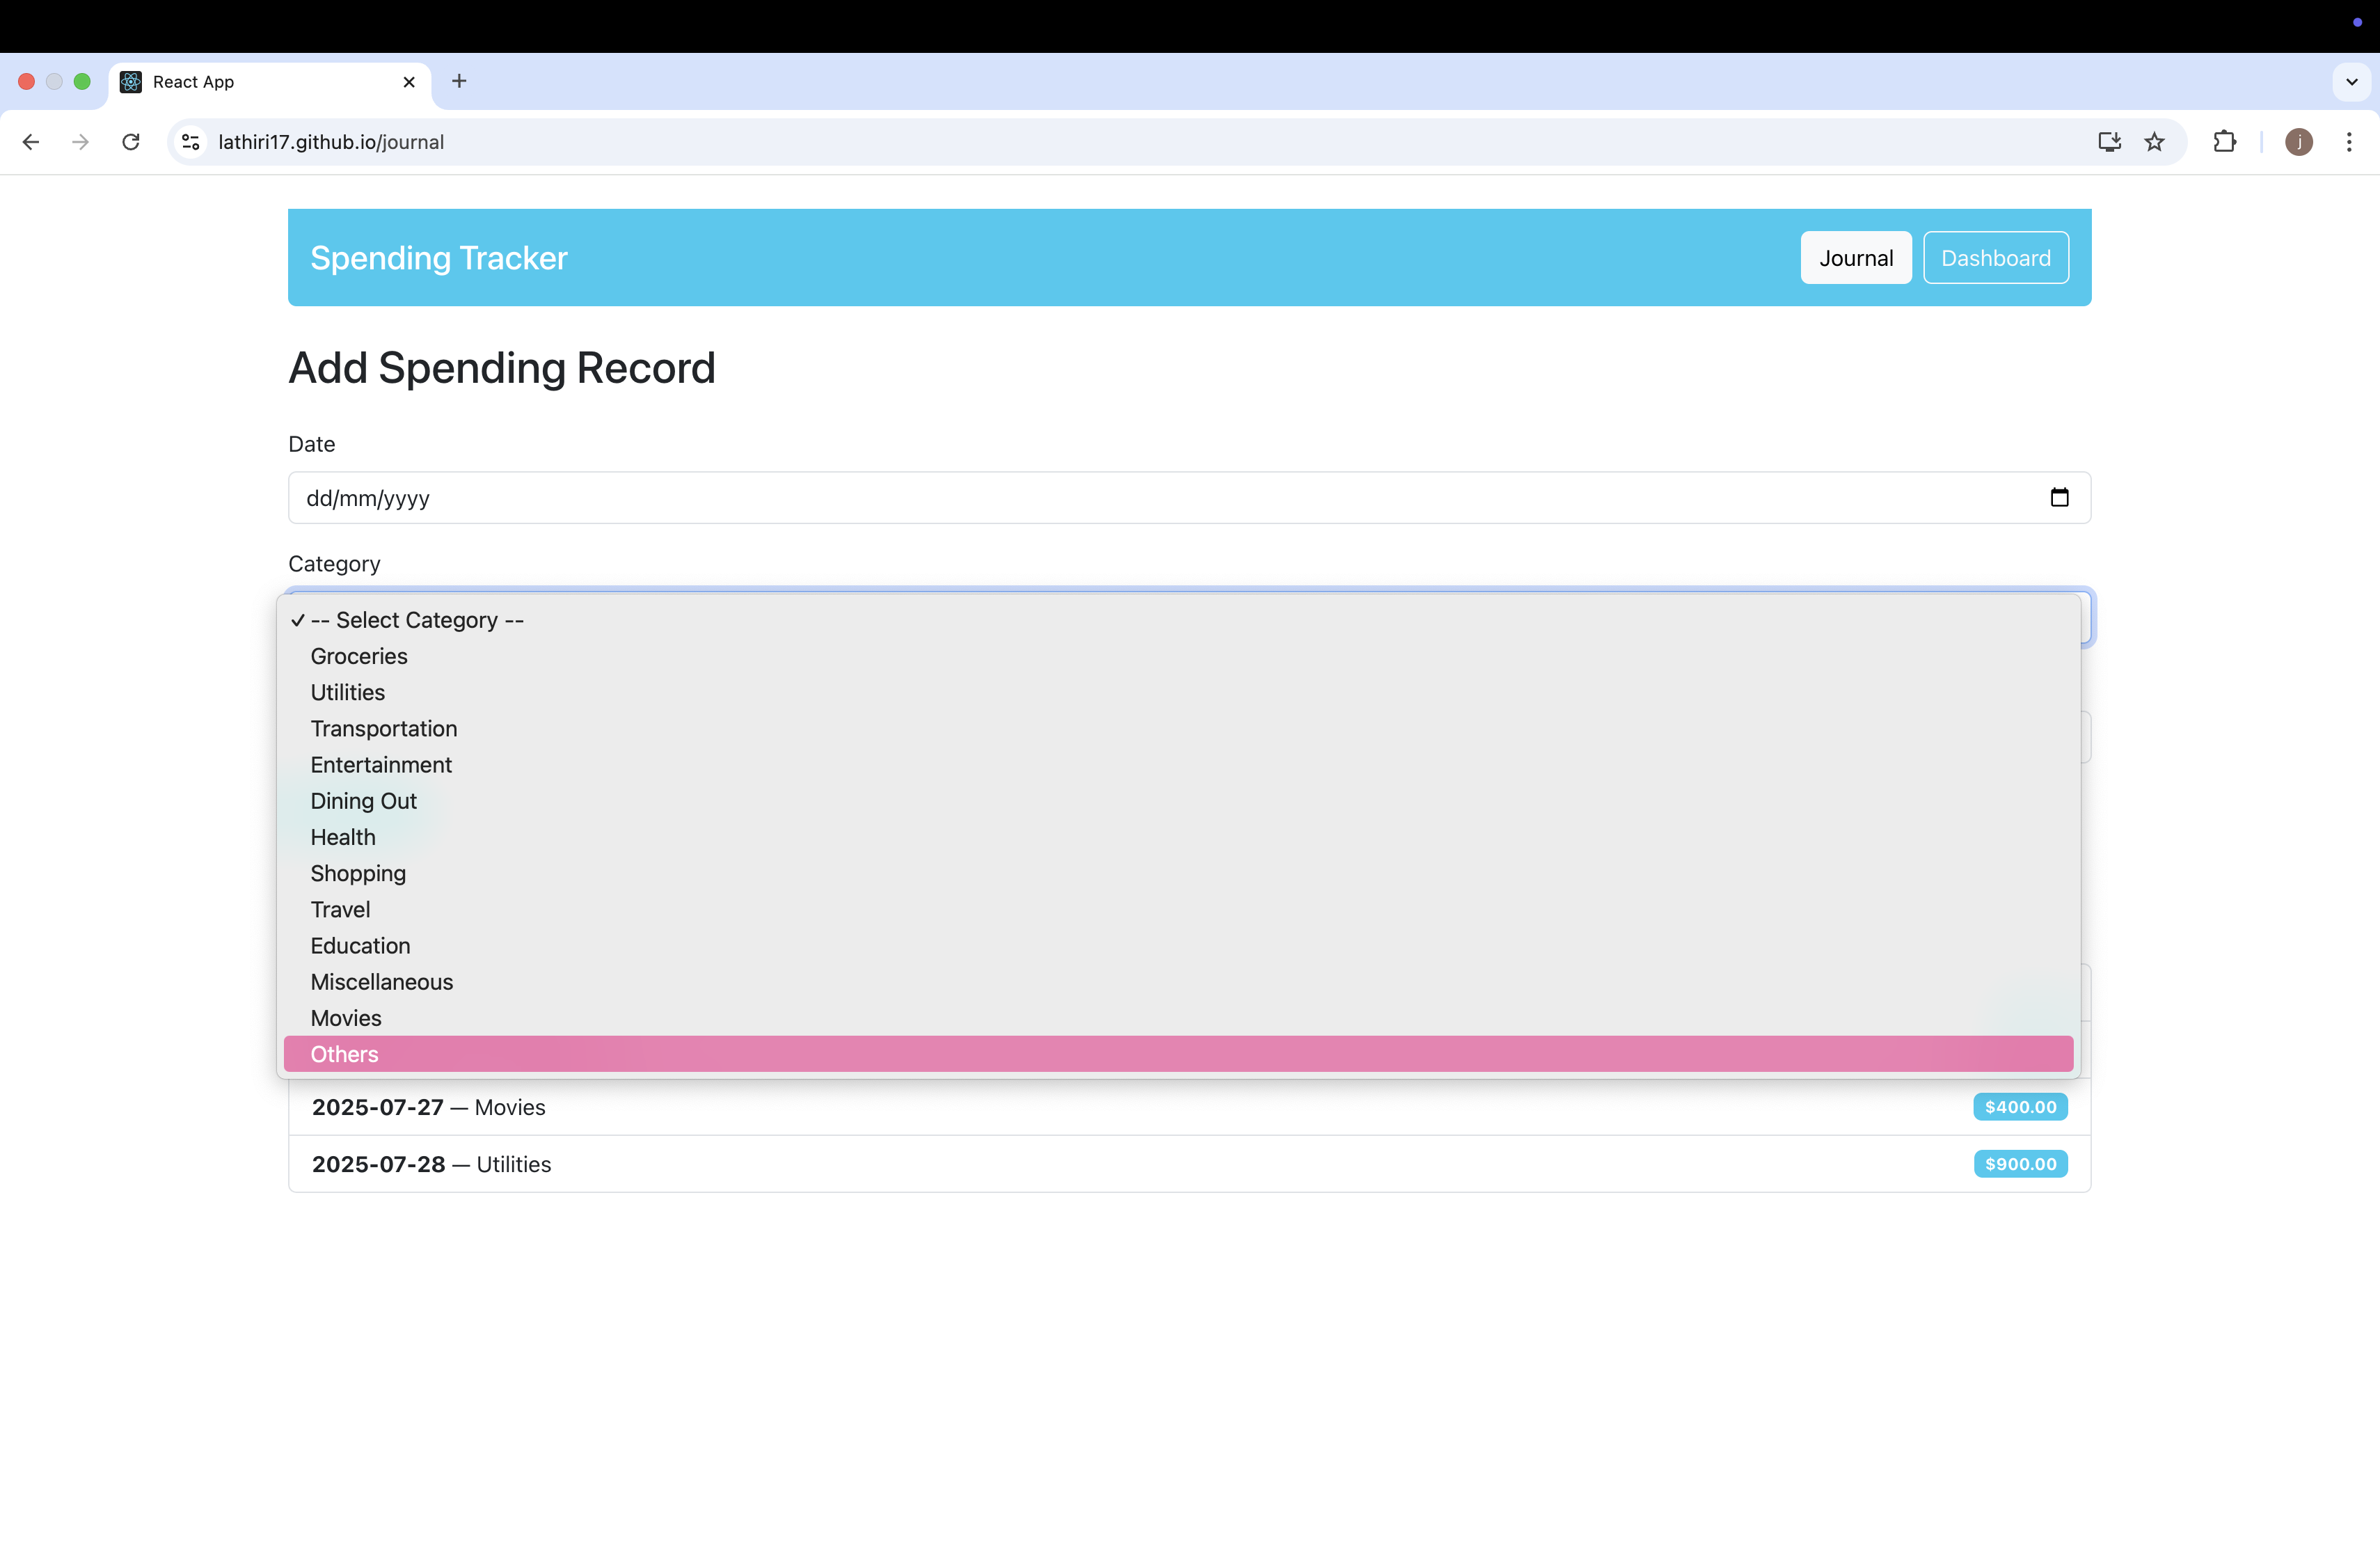 React App
lathiri17.github.io/journal
j
Spending Tracker
Journal
Dashboard
Add Spending Record
Date
dd/mm/yyyy
Category
✓ -- Select Category --
Groceries
Utilities
Transportation
Entertainment
Dining Out
Health
Shopping
Travel
Education
Miscellaneous
Movies
Others
2025-07-27 — Movies $400.00
2025-07-28 — Utilities $900.00